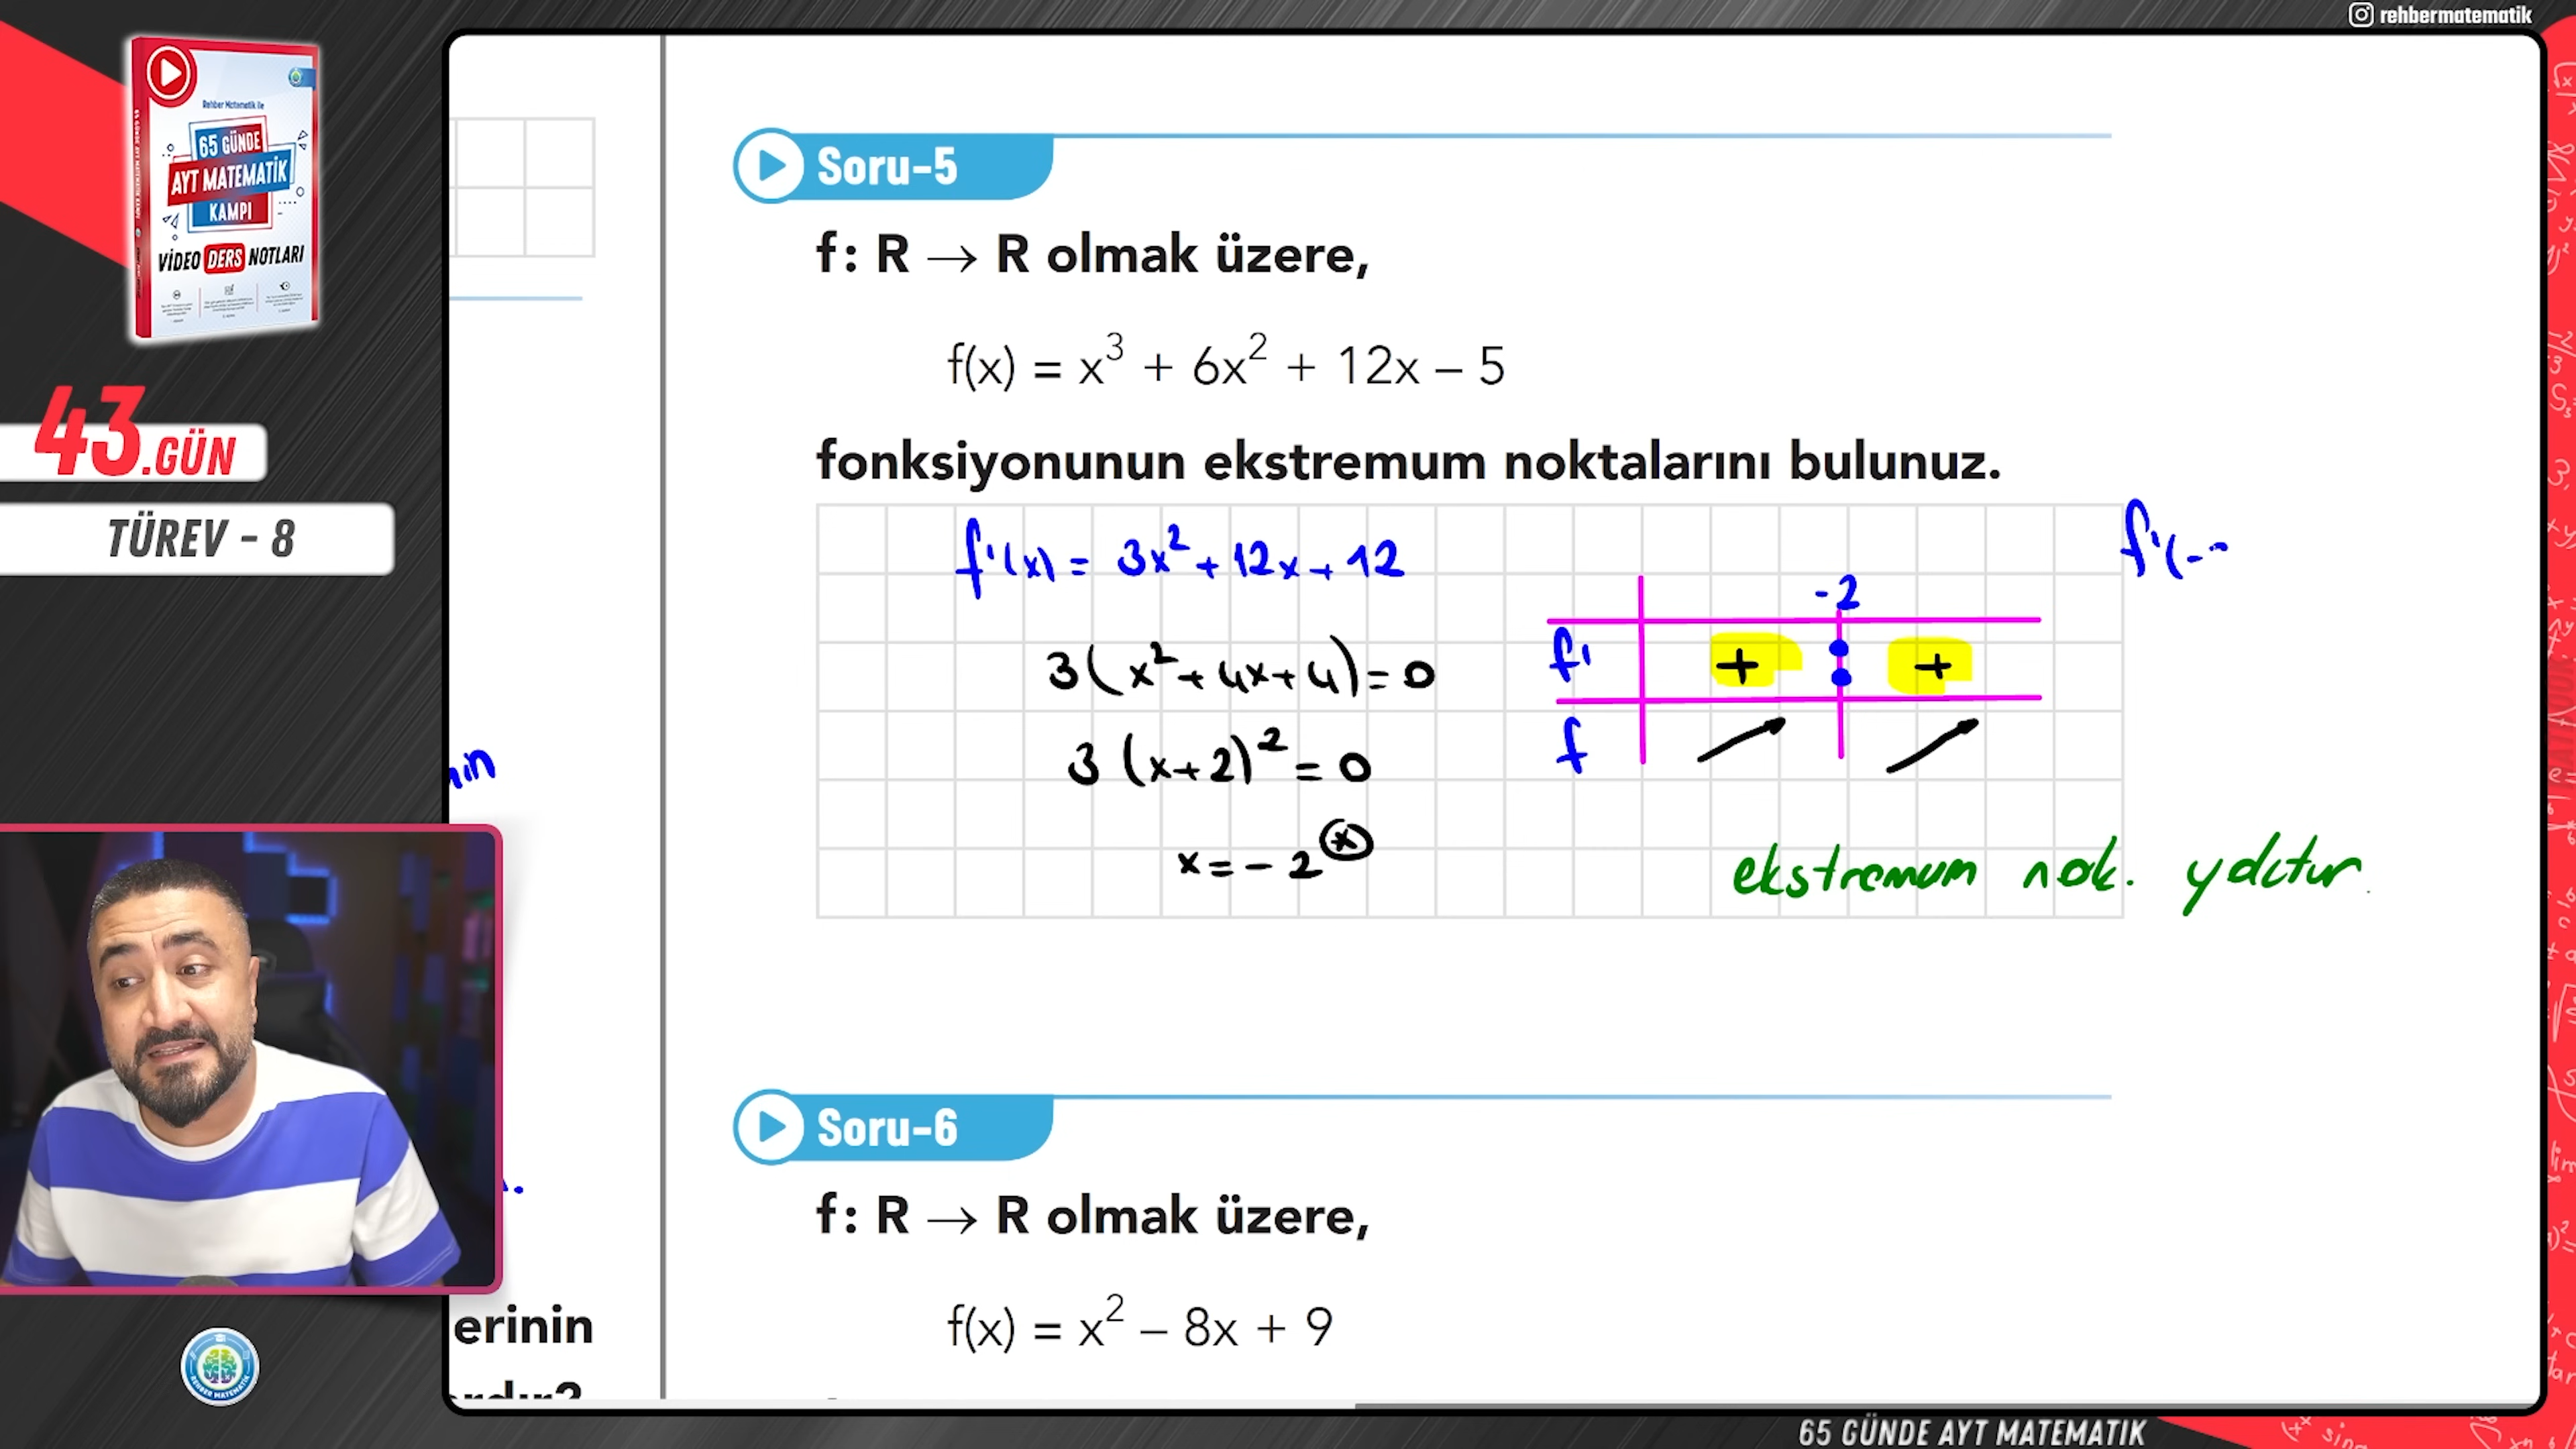 rehbermatematik
Rehber Matematik ile
65 GÜNDE
AYT MATEMATİK
KAMPI
VİDEO DERS NOTLARI
43.GÜN
TÜREV - 8
Soru-5
f: R → R olmak üzere,
f(x) = x³ + 6x² + 12x – 5
fonksiyonunun ekstremum noktalarını bulunuz.
f'(x) = 3x² + 12x + 12
f'(-
3(x² + 4x + 4) = 0
3(x+2)² = 0
x = -2
-2
f' + +
f
ekstremum nok. yoktur.
Soru-6
f: R → R olmak üzere,
f(x) = x² – 8x + 9
erinin
REHBER MATEMATİK
65 GÜNDE AYT MATEMATİK